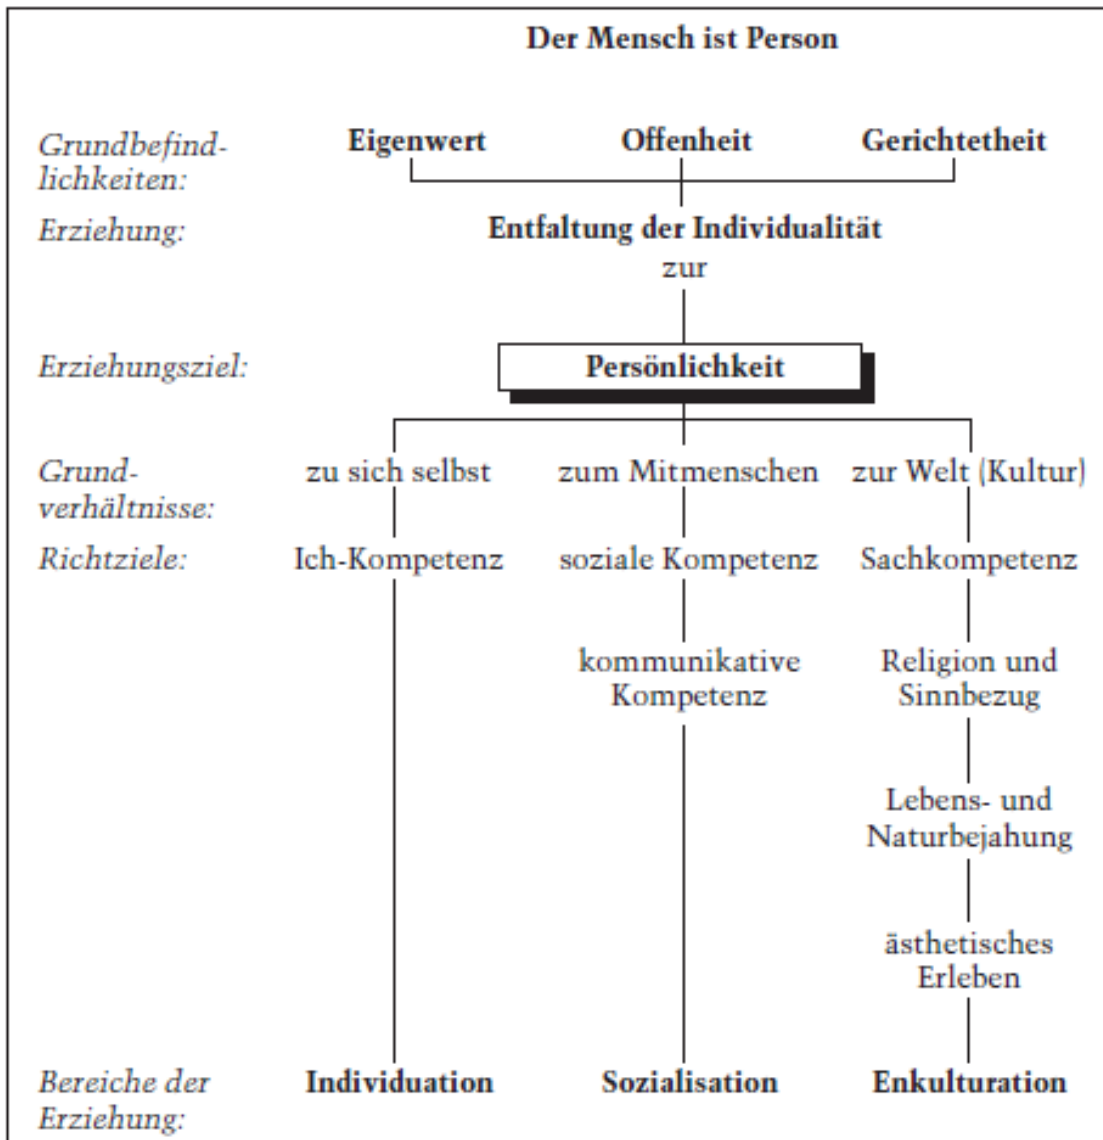 Der Mensch ist Person
Grundbefind-
lichkeiten:
Eigenwert Offenheit Gerichtetheit
Erziehung: Entfaltung der Individualität
zur
Erziehungsziel: Persönlichkeit
Grund-
verhältnisse:
zu sich selbst zum Mitmenschen zur Welt (Kultur)
Richtziele: Ich-Kompetenz soziale Kompetenz Sachkompetenz
kommunikative
Kompetenz
Religion und
Sinnbezug
Lebens- und
Naturbejahung
ästhetisches
Erleben
Bereiche der
Erziehung:
Individuation Sozialisation Enkulturation